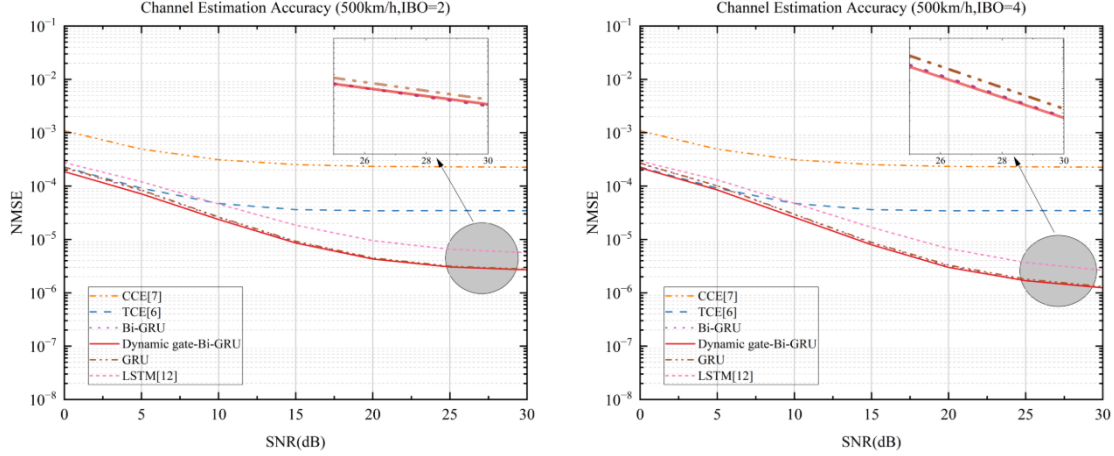 Channel Estimation Accuracy (500km/h,IBO=2)
10⁻¹
10⁻²
10⁻³
10⁻⁴
10⁻⁵
10⁻⁶
10⁻⁷
10⁻⁸
NMSE
26 28 30
CCE[7]
TCE[6]
Bi-GRU
Dynamic gate-Bi-GRU
GRU
LSTM[12]
0 5 10 15 20 25 30
SNR(dB)
Channel Estimation Accuracy (500km/h,IBO=4)
10⁻¹
10⁻²
10⁻³
10⁻⁴
10⁻⁵
10⁻⁶
10⁻⁷
10⁻⁸
NMSE
26 28 30
CCE[7]
TCE[6]
Bi-GRU
Dynamic gate-Bi-GRU
GRU
LSTM[12]
0 5 10 15 20 25 30
SNR(dB)